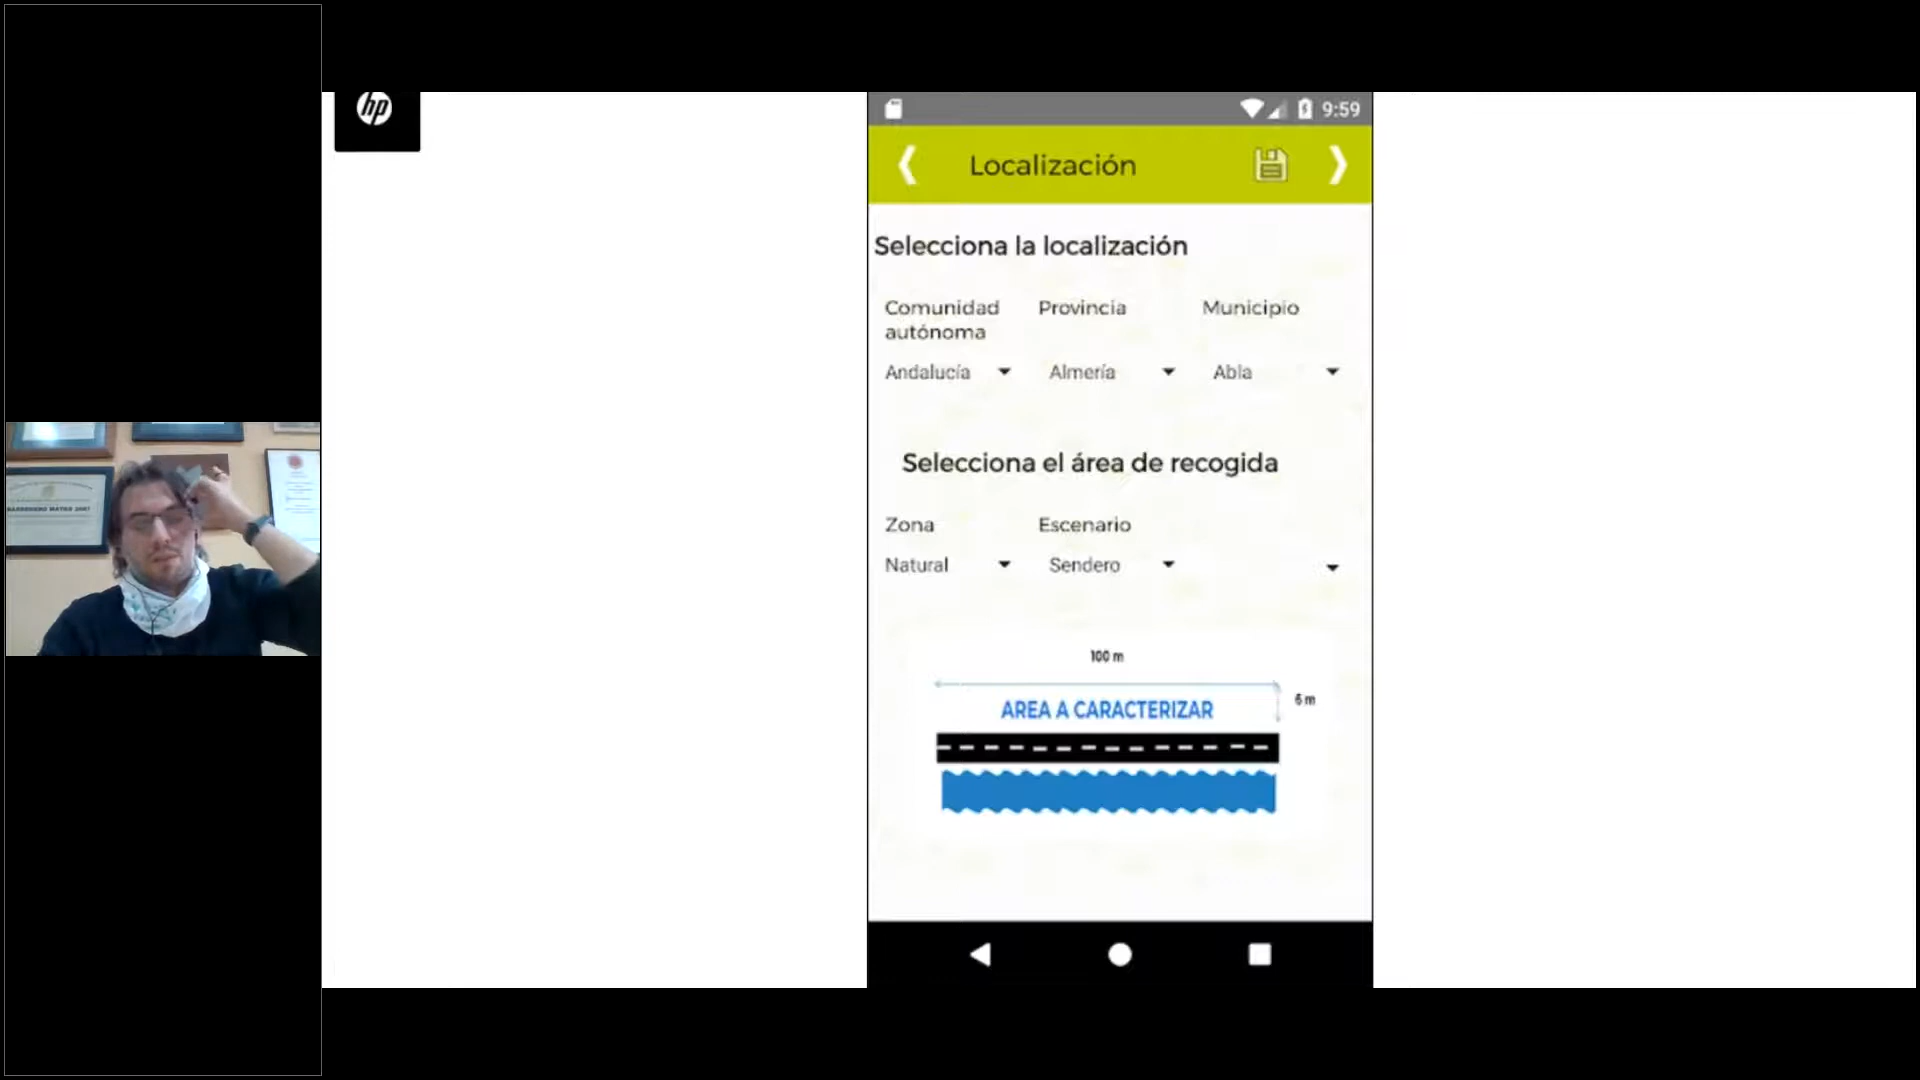 hp
9:59
Localización
Selecciona la localización
Comunidad autónoma
Provincia
Municipio
Andalucía
Almería
Abla
Selecciona el área de recogida
Zona
Escenario
Natural
Sendero
100 m
6 m
AREA A CARACTERIZAR